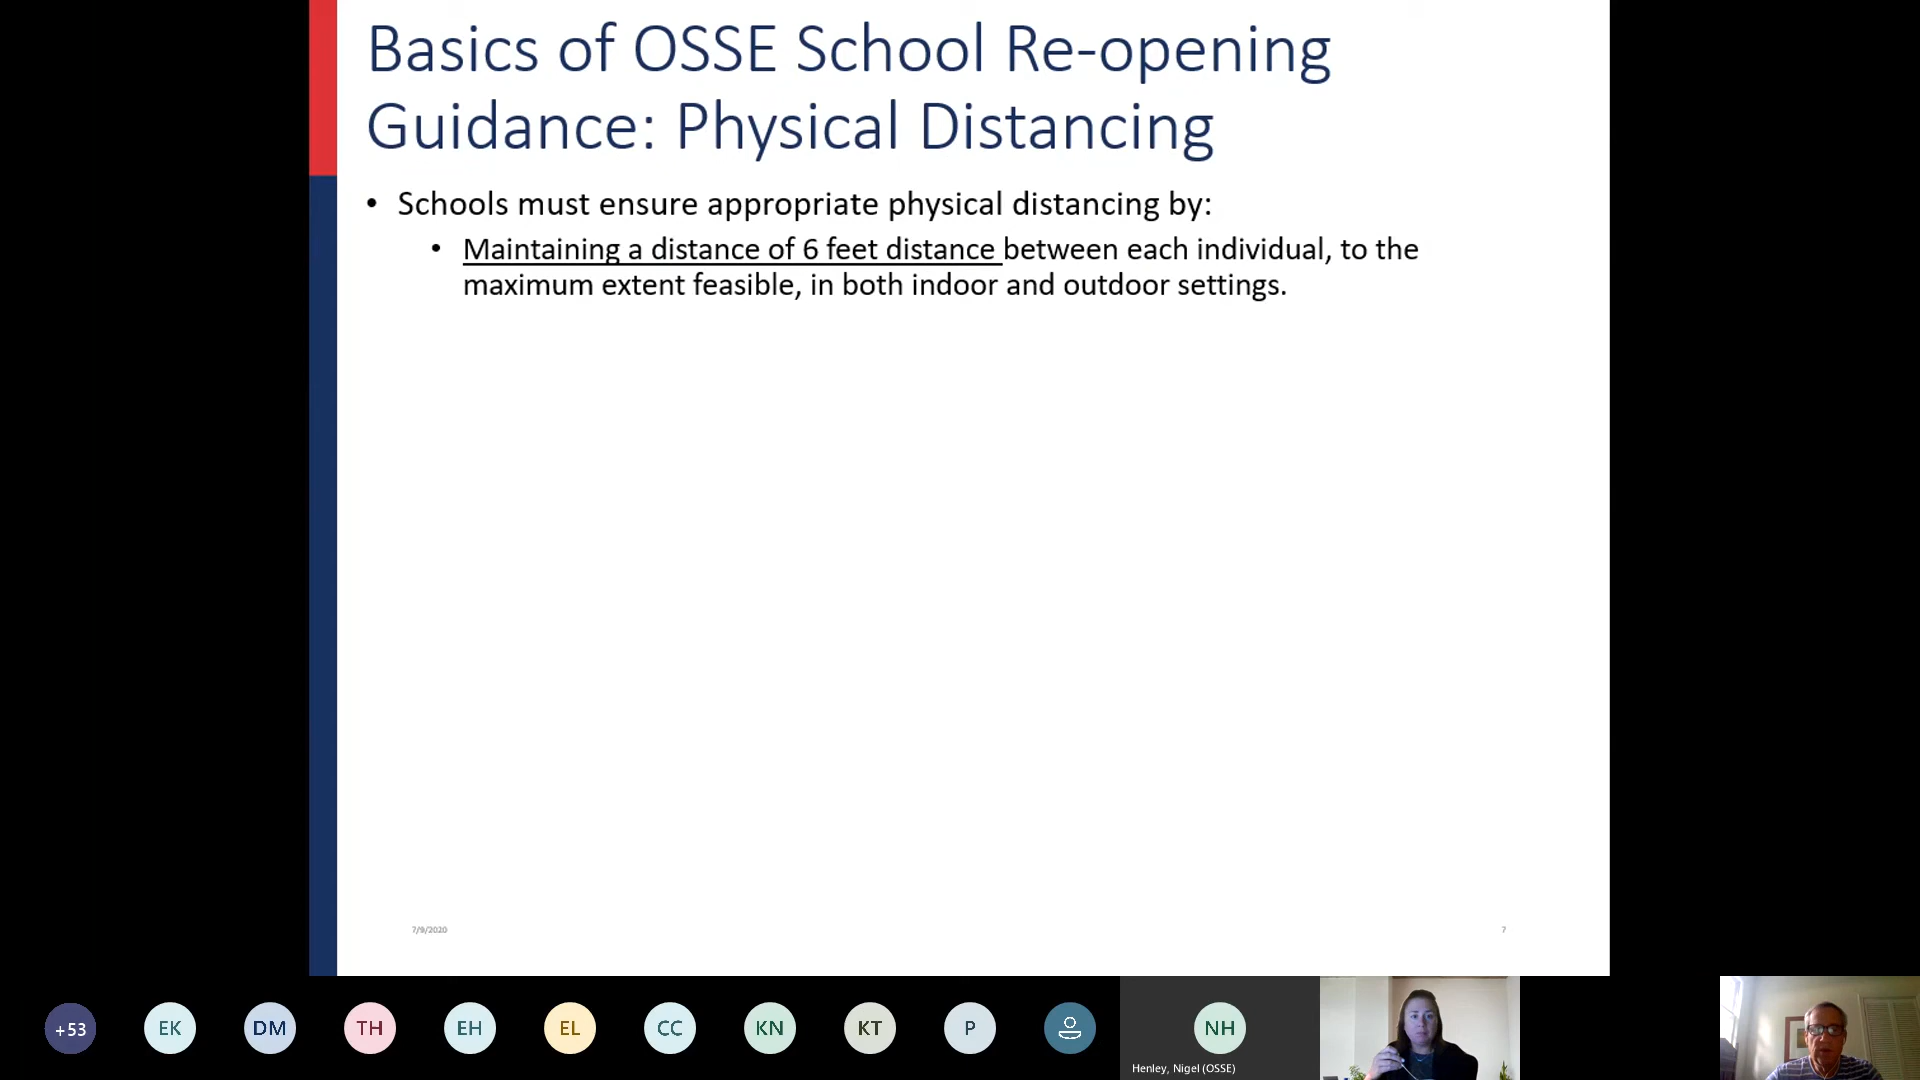 Basics of OSSE School Re-opening
Guidance: Physical Distancing
• Schools must ensure appropriate physical distancing by:
• Maintaining a distance of 6 feet distance between each individual, to the
maximum extent feasible, in both indoor and outdoor settings.
7/9/2020
7
+53
EK
DM
TH
EH
EL
CC
KN
KT
P
NH
Henley, Nigel (OSSE)